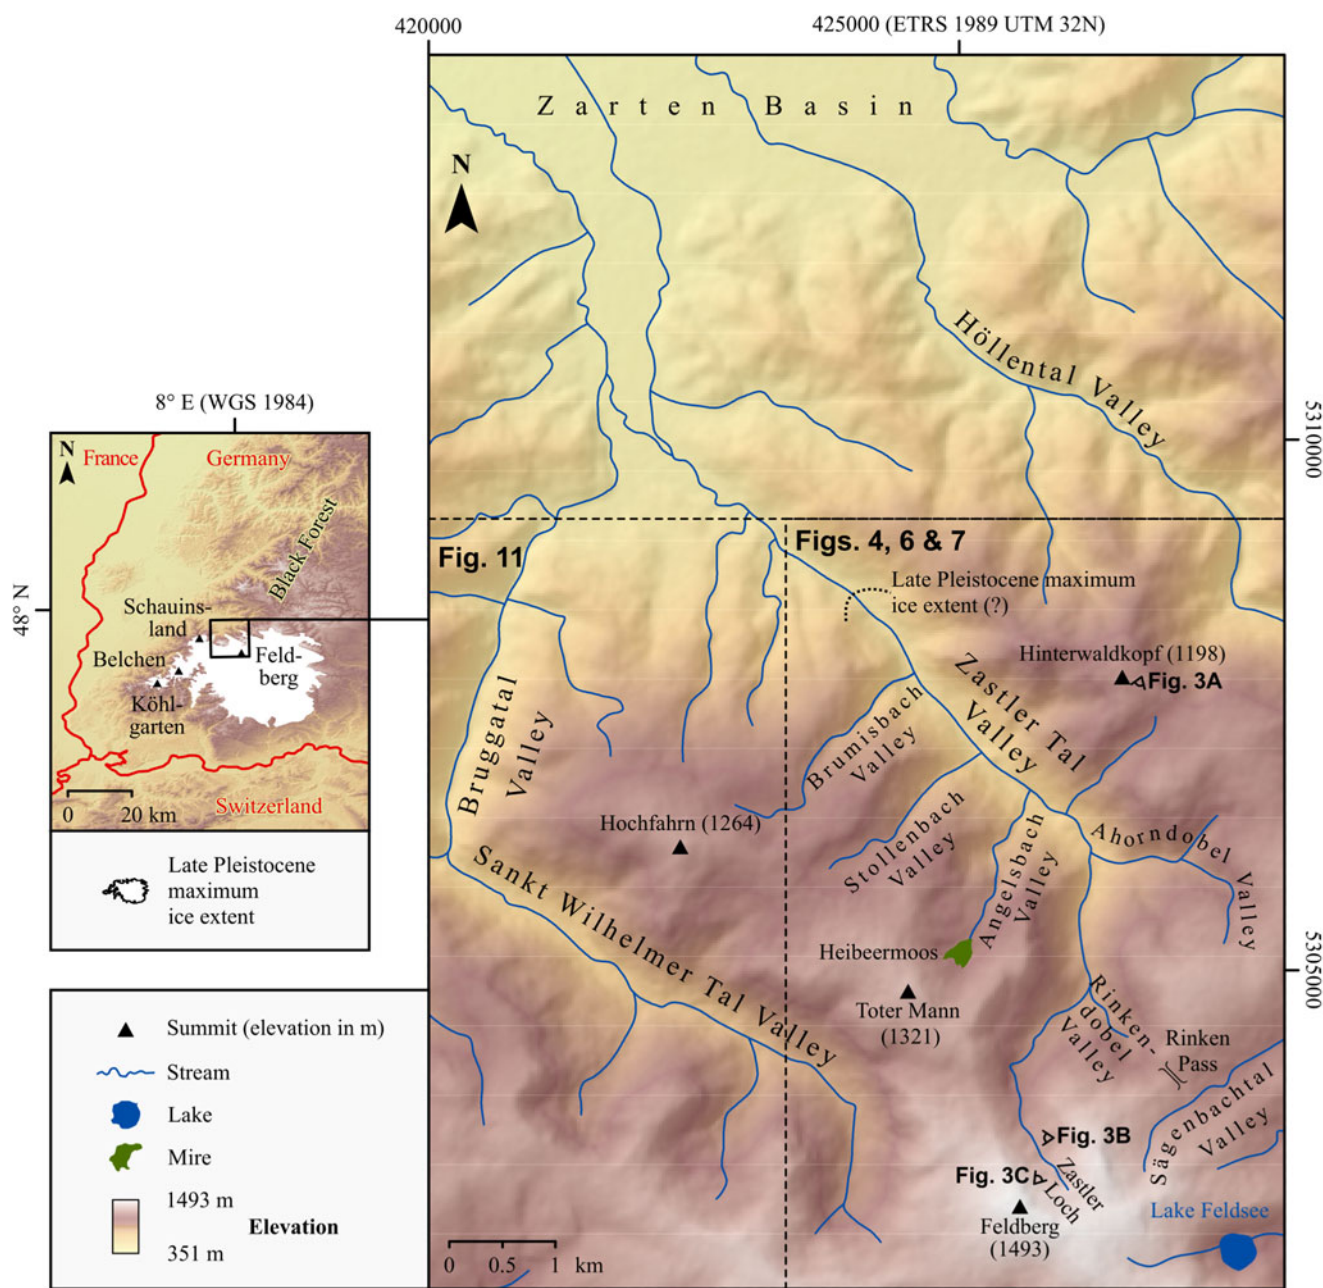 420000
425000 (ETRS 1989 UTM 32N)
Zarten Basin
N
Höllental Valley
5310000
8° E (WGS 1984)
N
France
Germany
Black Forest
48° N
Schauins-
land
Belchen
Feld-
berg
Köhl-
garten
0 20 km
Switzerland
Late Pleistocene
maximum
ice extent
Fig. 11
Figs. 4, 6 & 7
Late Pleistocene maximum
ice extent (?)
Hinterwaldkopf (1198)
Fig. 3A
Zastler Tal
Valley
Bruggatal
Valley
Brumisbach
Valley
Hochfahrn (1264)
Stollenbach
Valley
Angelsbach
Valley
Ahorndobel
Valley
Sankt Wilhelmer Tal Valley
Heibeermoos
5305000
Toter Mann
(1321)
Rinken-
dobel
Valley
Rinken
Pass
Sägenbachtal
Valley
Fig. 3B
Fig. 3C
Zastler
Loch
Feldberg
(1493)
Lake Feldsee
0 0.5 1 km
Summit (elevation in m)
Stream
Lake
Mire
1493 m
Elevation
351 m